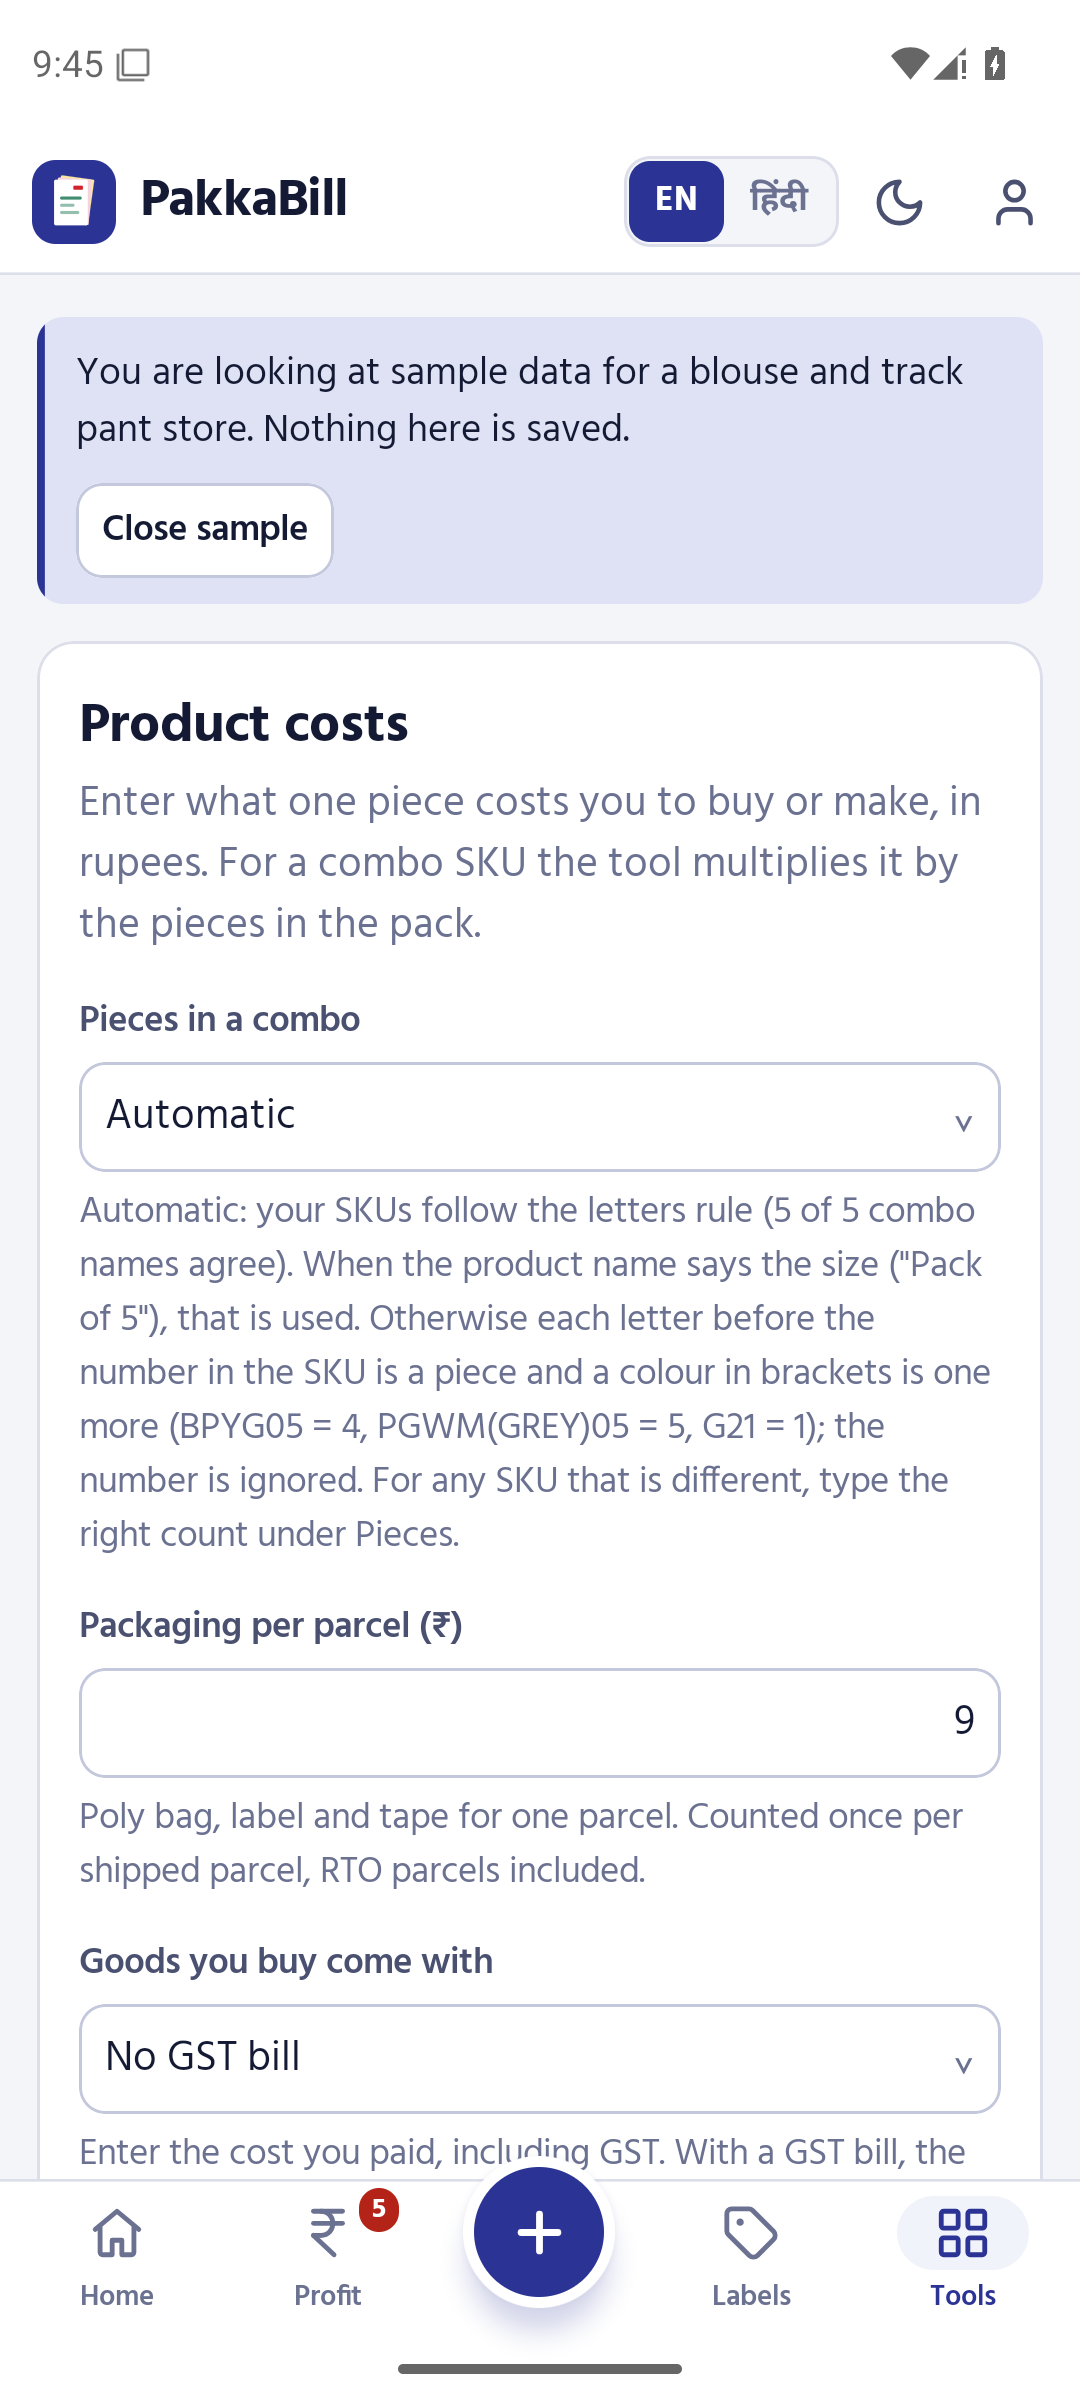 9:45
PakkaBill
EN
हिंदी
You are looking at sample data for a blouse and track
pant store. Nothing here is saved.
Close sample
Product costs
Enter what one piece costs you to buy or make, in
rupees. For a combo SKU the tool multiplies it by
the pieces in the pack.
Pieces in a combo
Automatic
Automatic: your SKUs follow the letters rule (5 of 5 combo
names agree). When the product name says the size ("Pack
of 5"), that is used. Otherwise each letter before the
number in the SKU is a piece and a colour in brackets is one
more (BPYG05 = 4, PGWM(GREY)05 = 5, G21 = 1); the
number is ignored. For any SKU that is different, type the
right count under Pieces.
Packaging per parcel (₹)
9
Poly bag, label and tape for one parcel. Counted once per
shipped parcel, RTO parcels included.
Goods you buy come with
No GST bill
Enter the cost you paid, including GST. With a GST bill, the
5
Home
Profit
Labels
Tools